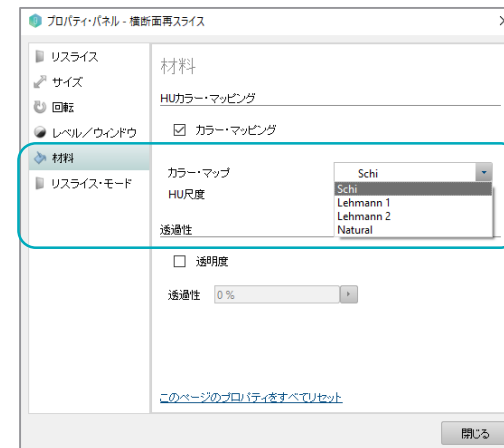 プロパティ・パネル - 横断面再スライス
リスライス
サイズ
回転
レベル／ウィンドウ
材料
リスライス・モード
材料
HUカラー・マッピング
カラー・マッピング
カラー・マップ Schi
HU尺度
Schi
Lehmann 1
Lehmann 2
Natural
透過性
透明度
透過性 0 %
このページのプロパティをすべてリセット
閉じる